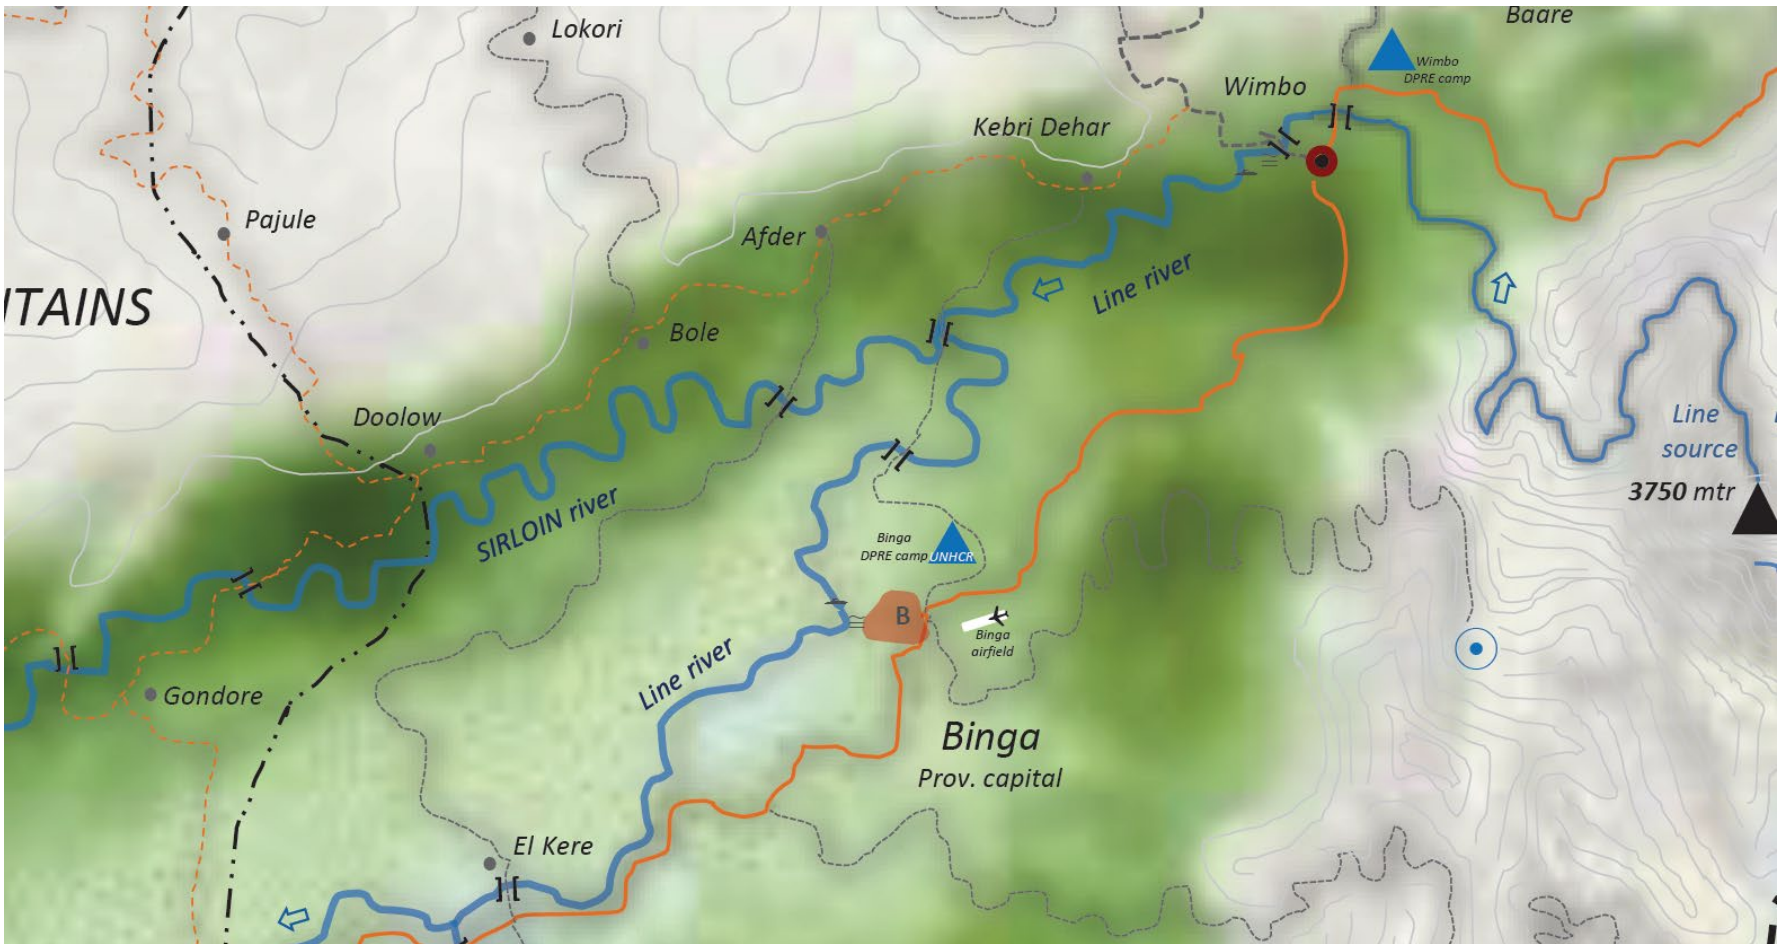 Baare
Lokori
Wimbo
DPRE camp
Wimbo
Kebri Dehar
Pajule
Afder
Line river
Bole
Doolow
Line
source
3750 mtr
SIRLOIN river
Binga
DPRE camp
UNHCR
B
Binga
airfield
Line river
Gondore
Binga
Prov. capital
El Kere